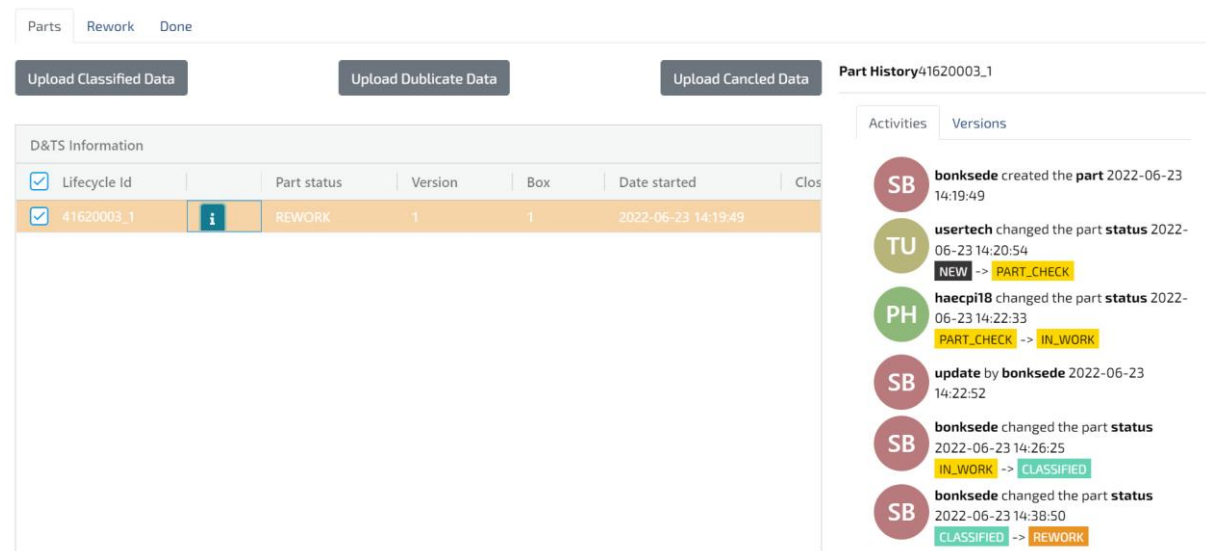 Parts Rework Done
Upload Classified Data Upload Dublicate Data Upload Cancled Data
D&TS Information
Lifecycle Id Part status Version Box Date started Clos
41620003_1 i REWORK 1 1 2022-06-23 14:19:49
Part History41620003_1
Activities Versions
SB
bonksede created the part 2022-06-23
14:19:49
TU
usertech changed the part status 2022-
06-23 14:20:54
NEW -> PART_CHECK
PH
haecpi18 changed the part status 2022-
06-23 14:22:33
PART_CHECK -> IN_WORK
SB
update by bonksede 2022-06-23
14:22:52
SB
bonksede changed the part status
2022-06-23 14:26:25
IN_WORK -> CLASSIFIED
SB
bonksede changed the part status
2022-06-23 14:38:50
CLASSIFIED -> REWORK